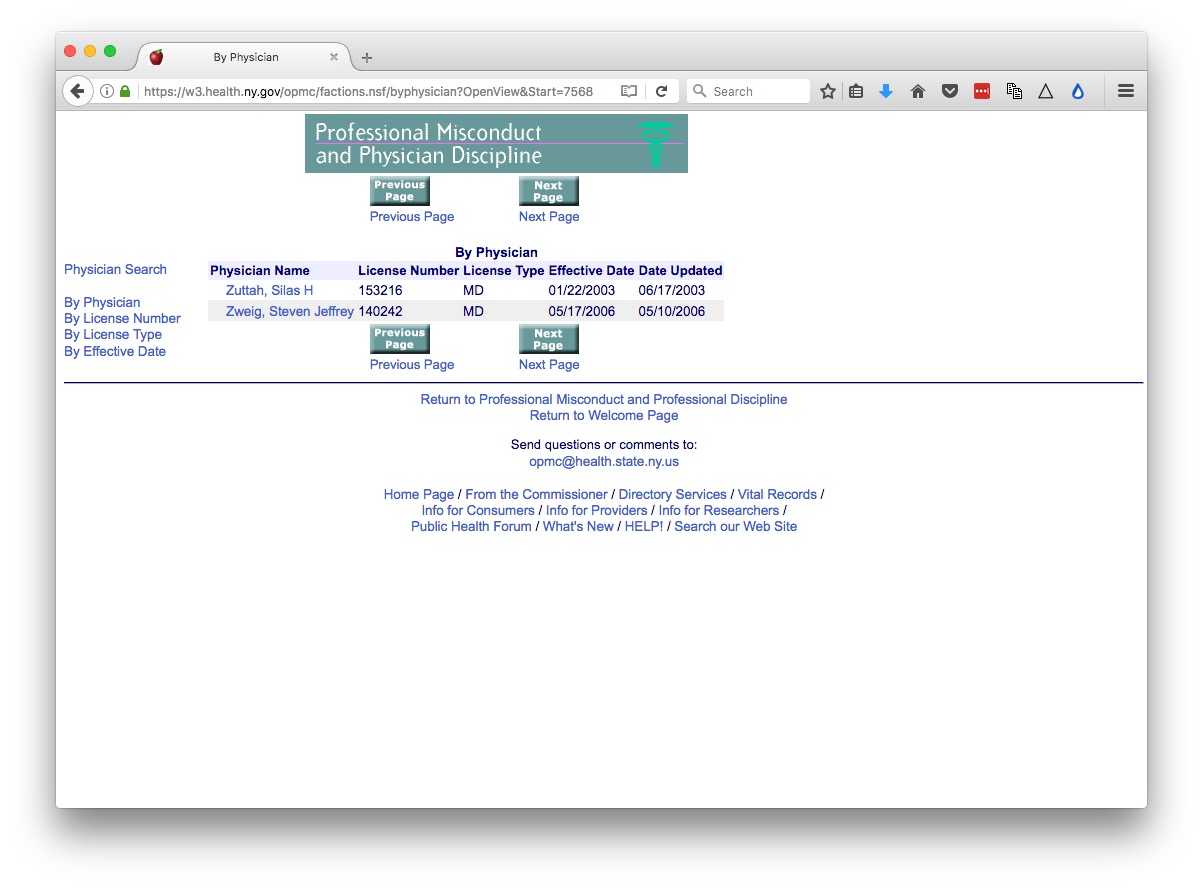 By Physician
https://w3.health.ny.gov/opmc/factions.nsf/byphysician?OpenView&Start=7568
Search
Professional Misconduct
and Physician Discipline
Previous Page Next Page
Previous Page Next Page
By Physician
Physician Search
By Physician
By License Number
By License Type
By Effective Date
Physician Name License Number License Type Effective Date Date Updated
Zuttah, Silas H 153216 MD 01/22/2003 06/17/2003
Zweig, Steven Jeffrey 140242 MD 05/17/2006 05/10/2006
Previous Page Next Page
Previous Page Next Page
Return to Professional Misconduct and Professional Discipline
Return to Welcome Page
Send questions or comments to:
opmc@health.state.ny.us
Home Page / From the Commissioner / Directory Services / Vital Records /
Info for Consumers / Info for Providers / Info for Researchers /
Public Health Forum / What's New / HELP! / Search our Web Site